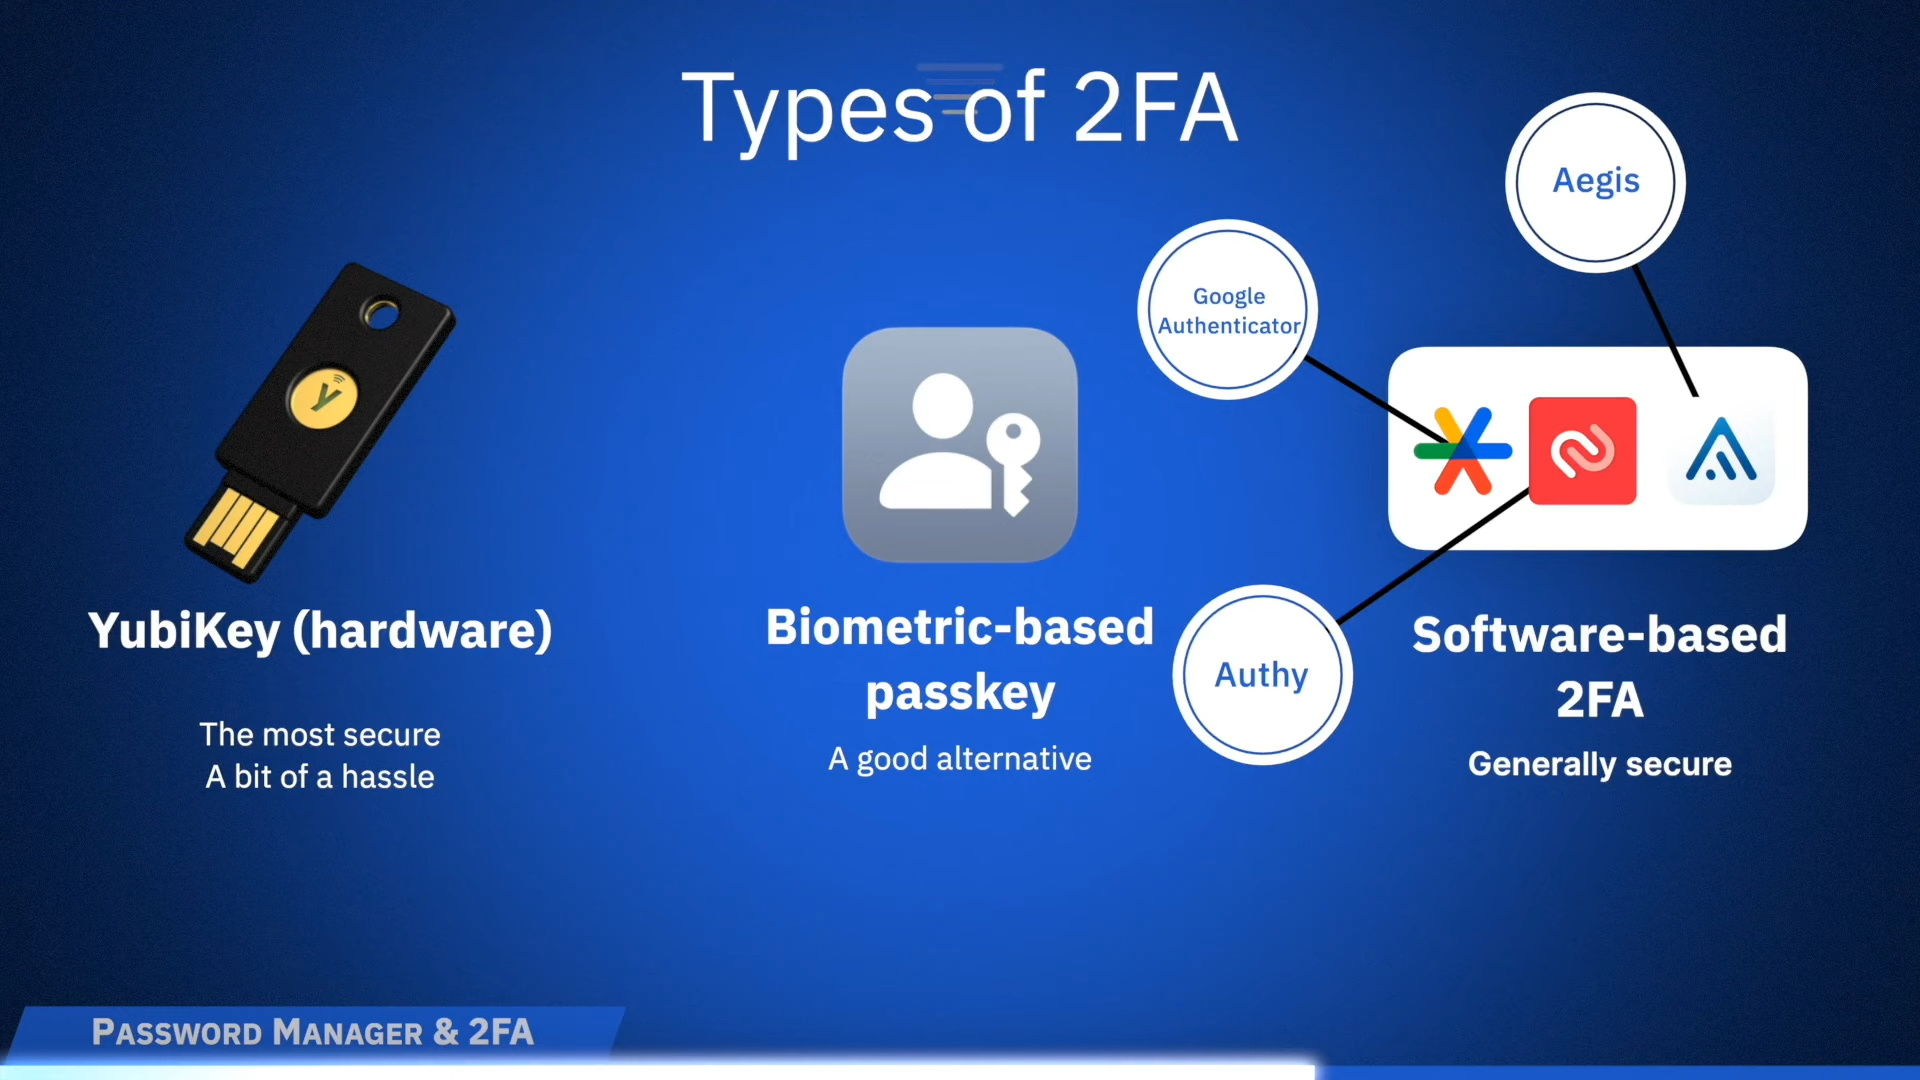 Types of 2FA
Aegis
Google
Authenticator
y
YubiKey (hardware)
The most secure
A bit of a hassle
Biometric-based
passkey
A good alternative
Authy
Software-based
2FA
Generally secure
PASSWORD MANAGER & 2FA